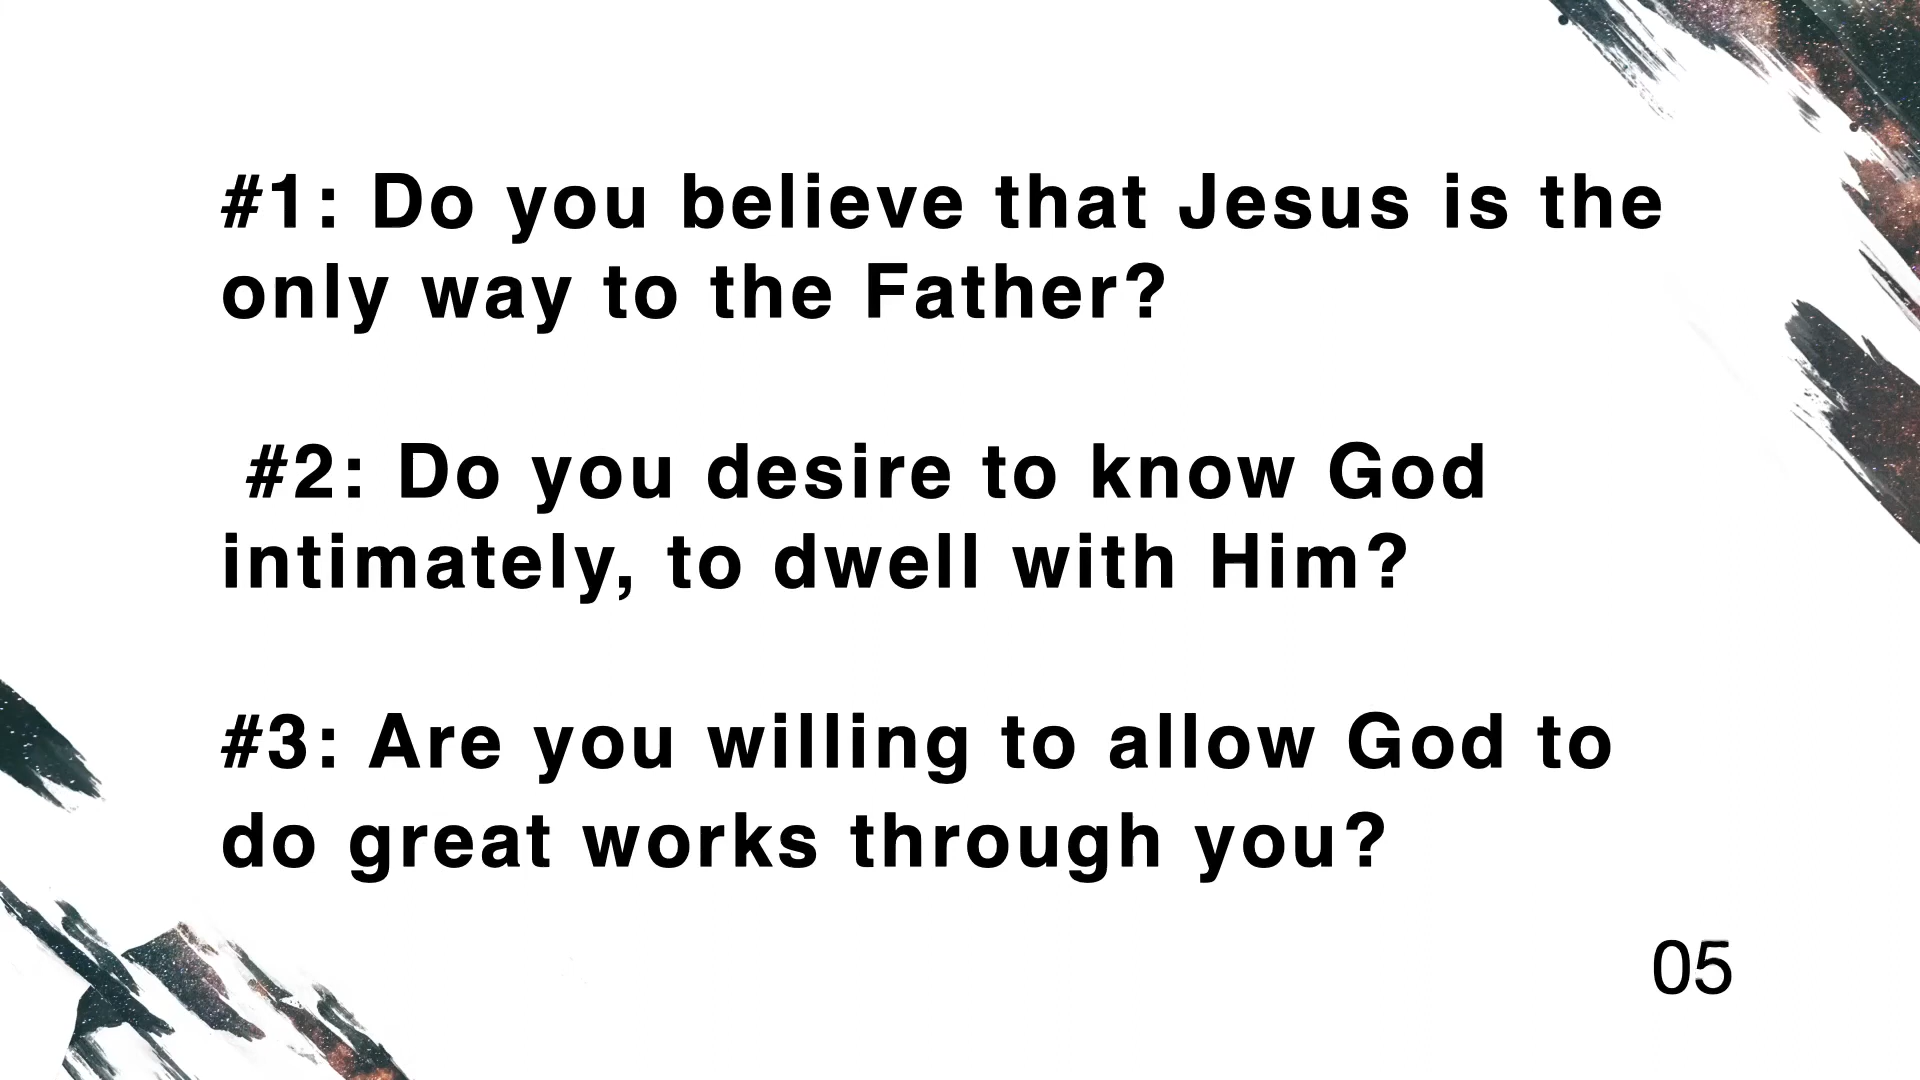 #1: Do you believe that Jesus is the
only way to the Father?
#2: Do you desire to know God
intimately, to dwell with Him?
#3: Are you willing to allow God to
do great works through you?
05